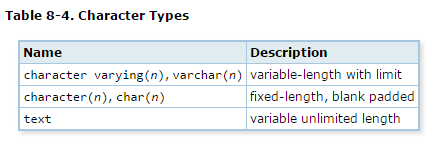 Table 8-4. Character Types
Name Description
character varying(n), varchar(n) variable-length with limit
character(n), char(n) fixed-length, blank padded
text variable unlimited length